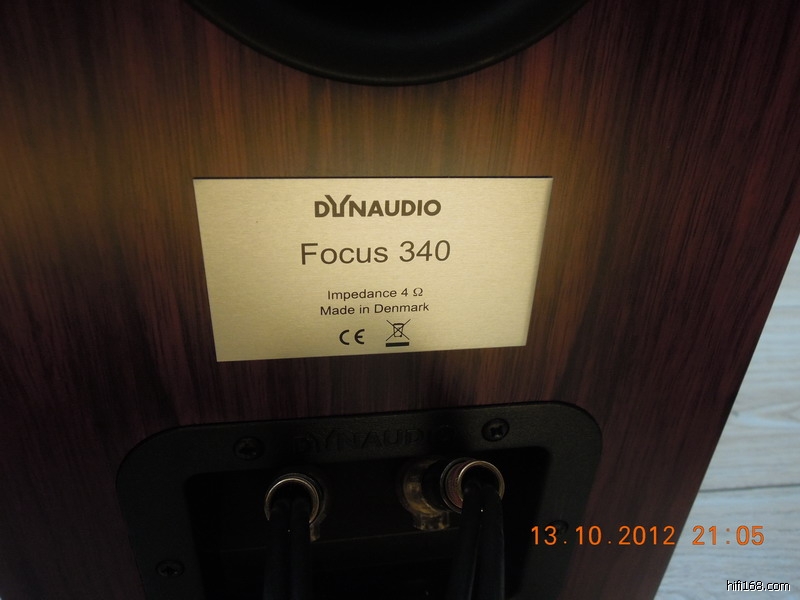 DYNAUDIO
Focus 340
Impedance 4 Ω
Made in Denmark
CE
DYNAUDIO
13.10.2012 21:05
hifi168.com